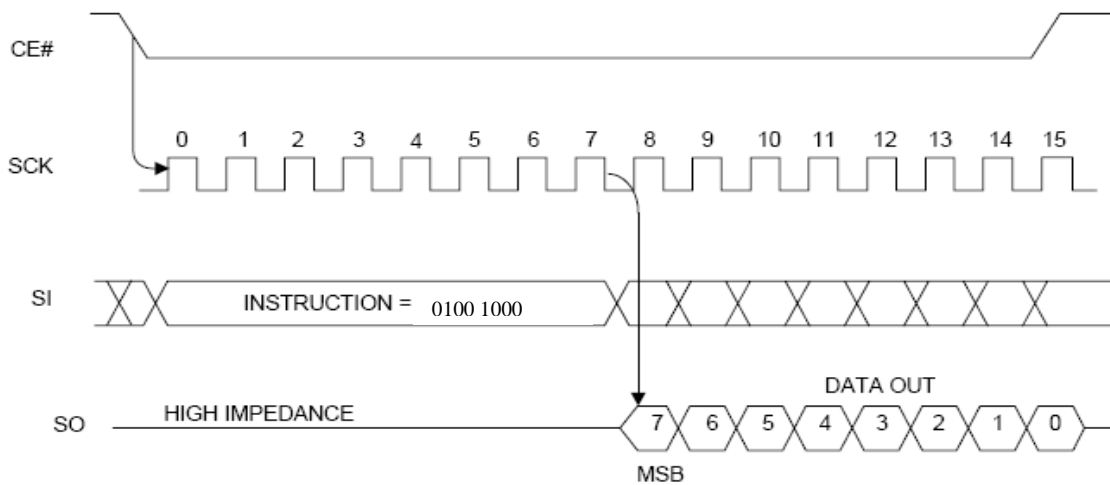 CE#
0 1 2 3 4 5 6 7 8 9 10 11 12 13 14 15
SCK
SI INSTRUCTION = 0100 1000
DATA OUT
SO HIGH IMPEDANCE 7 6 5 4 3 2 1 0
MSB